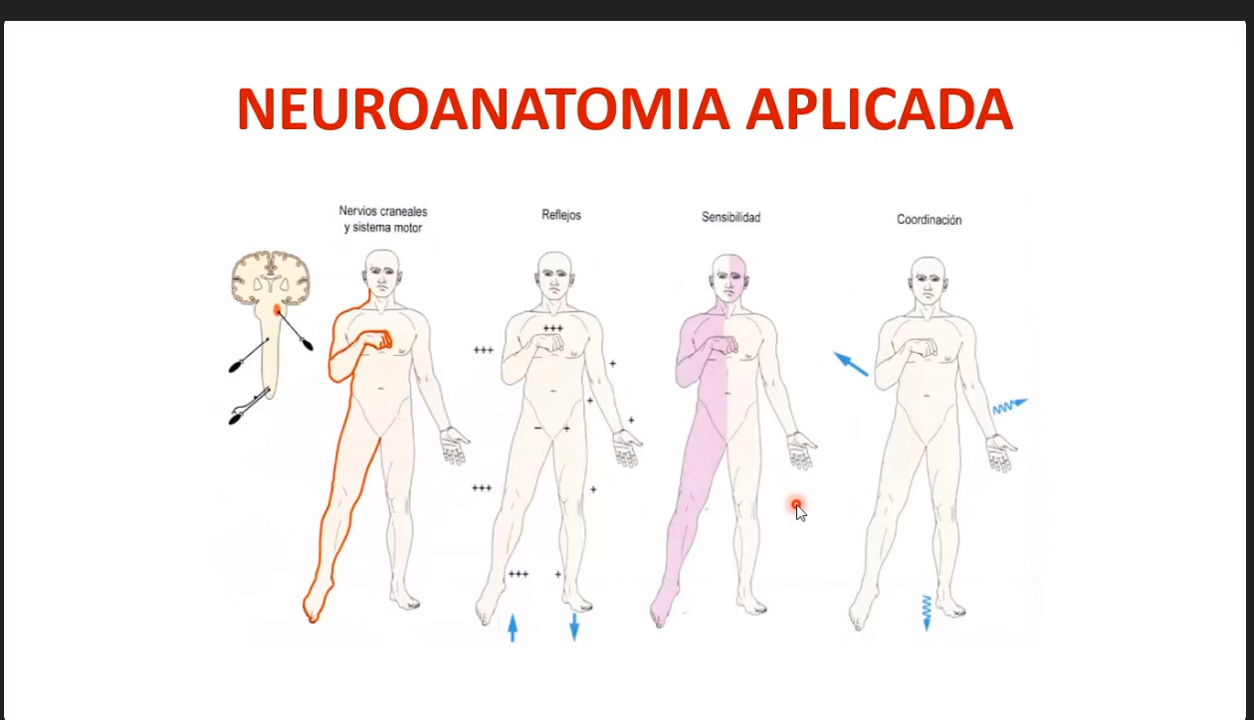 NEUROANATOMIA APLICADA
Nervios craneales
y sistema motor
Reflejos
Sensibilidad
Coordinación
+++
+++
+
+
+
–
+
+++
+
+++
+